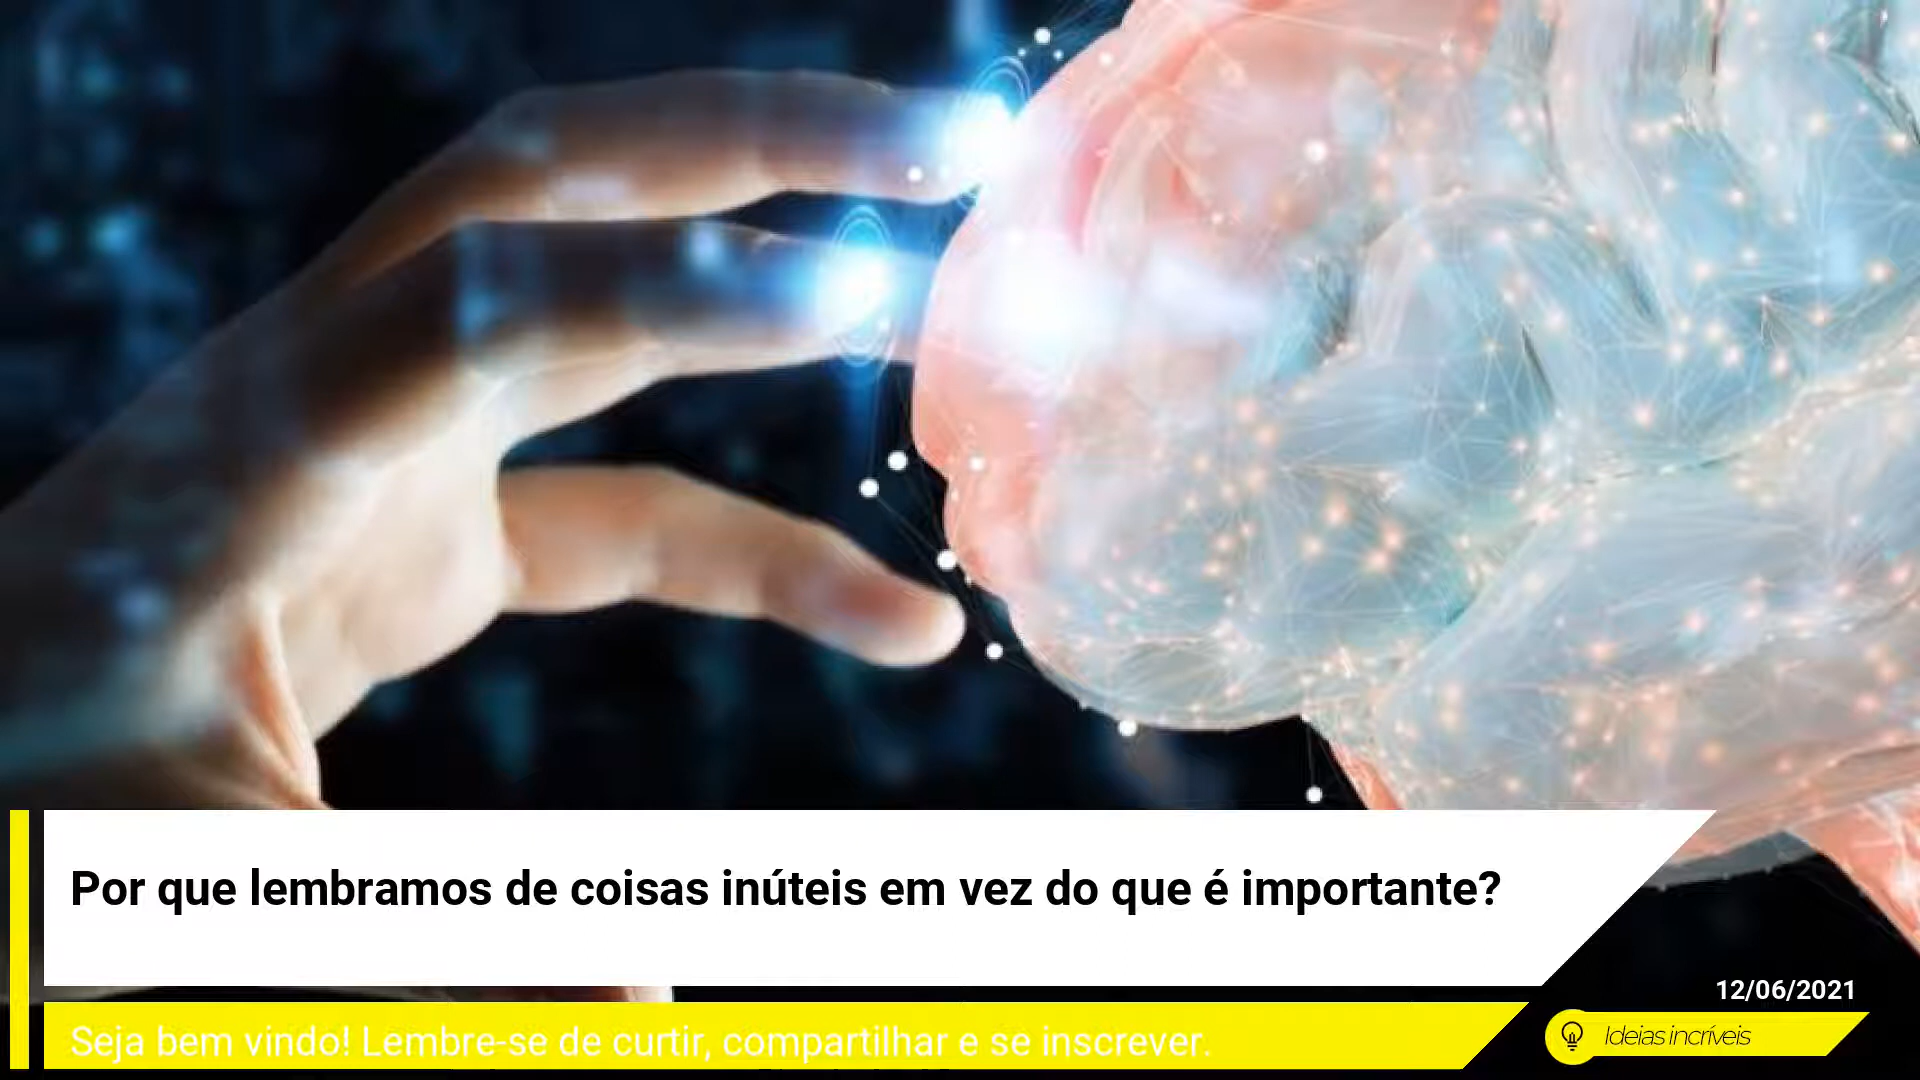 Por que lembramos de coisas inúteis em vez do que é importante?
12/06/2021
Seja bem vindo! Lembre-se de curtir, compartilhar e se inscrever.
Ideias incríveis